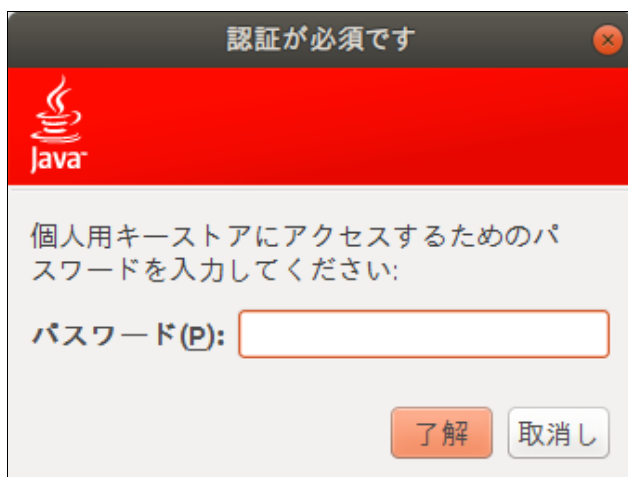 認証が必須です
Java
個人用キーストアにアクセスするためのパ
スワードを入力してください:
パスワード(P):
了解 取消し